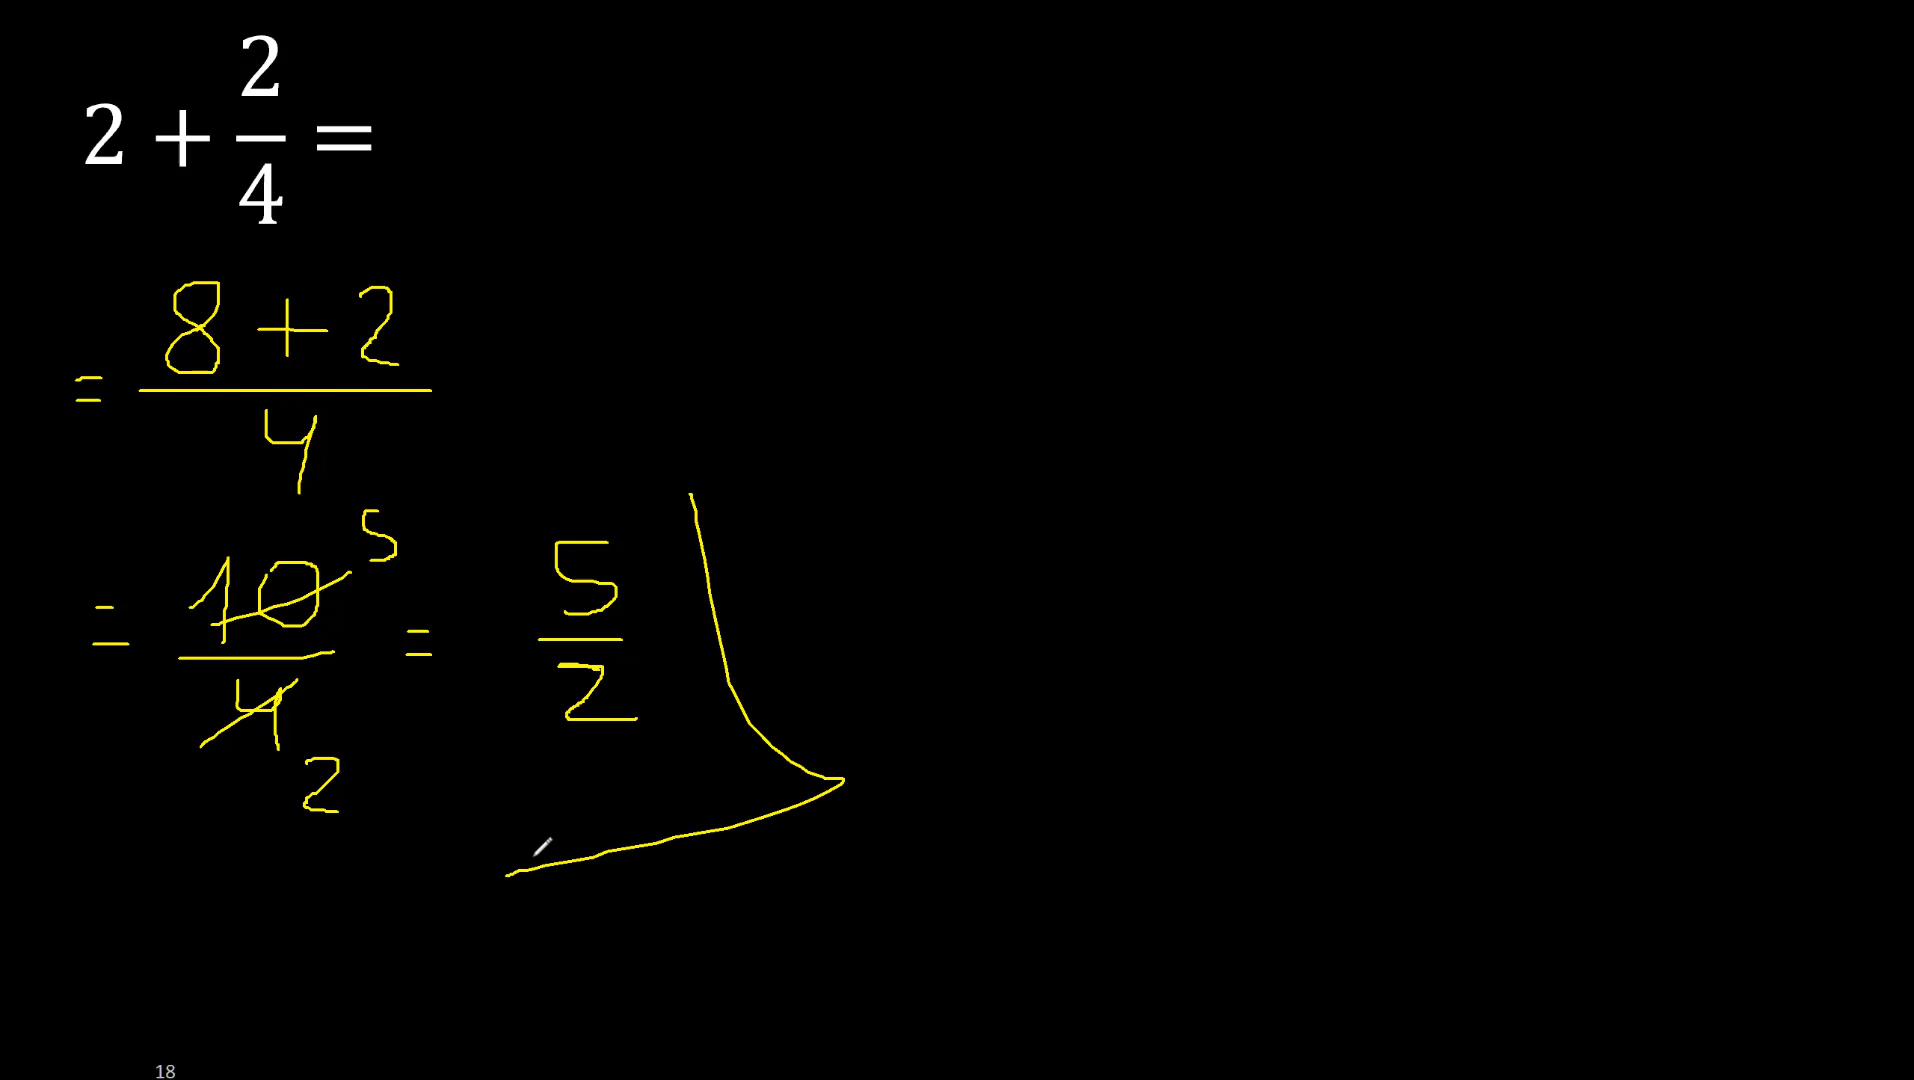 2 + 2/4 =
= 8 + 2 / 4
= 10/4 5 2 = 5/2
18